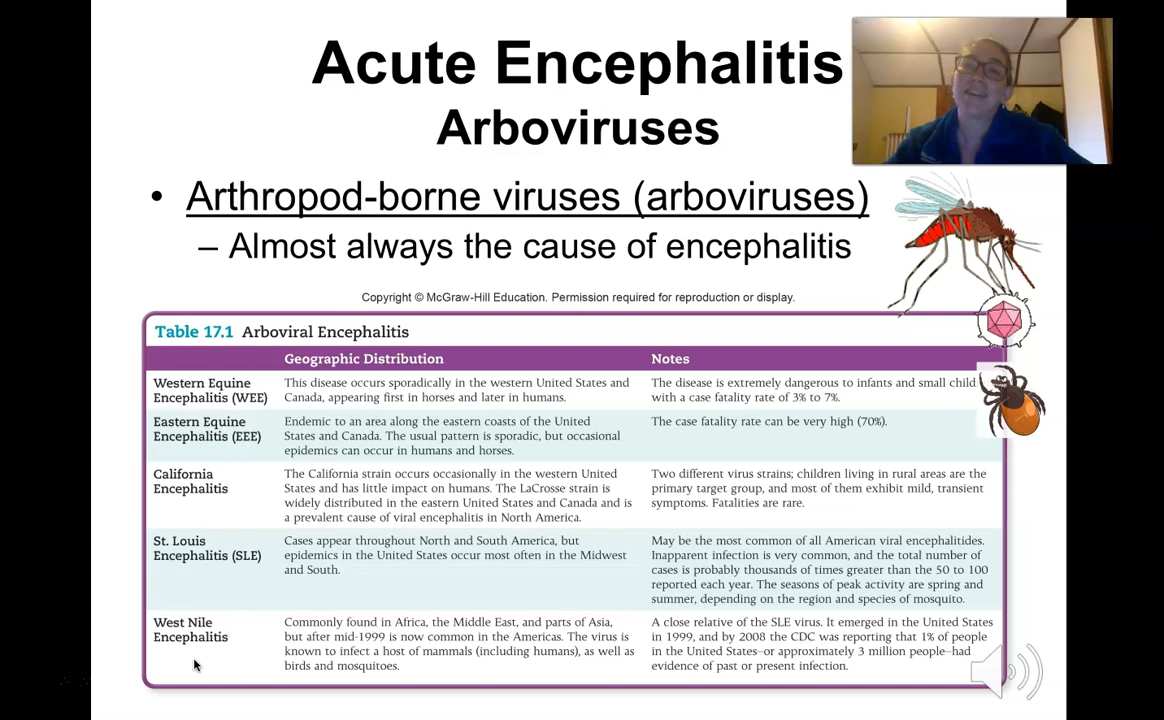 Acute Encephalitis
Arboviruses
• Arthropod-borne viruses (arboviruses)
– Almost always the cause of encephalitis
Copyright © McGraw-Hill Education. Permission required for reproduction or display.
Table 17.1 Arboviral Encephalitis
Geographic Distribution Notes
Western Equine
Encephalitis (WEE)
This disease occurs sporadically in the western United States and
Canada, appearing first in horses and later in humans.
The disease is extremely dangerous to infants and small child
with a case fatality rate of 3% to 7%.
Eastern Equine
Encephalitis (EEE)
Endemic to an area along the eastern coasts of the United
States and Canada. The usual pattern is sporadic, but occasional
epidemics can occur in humans and horses.
The case fatality rate can be very high (70%).
California
Encephalitis
The California strain occurs occasionally in the western United
States and has little impact on humans. The LaCrosse strain is
widely distributed in the eastern United States and Canada and is
a prevalent cause of viral encephalitis in North America.
Two different virus strains; children living in rural areas are the
primary target group, and most of them exhibit mild, transient
symptoms. Fatalities are rare.
St. Louis
Encephalitis (SLE)
Cases appear throughout North and South America, but
epidemics in the United States occur most often in the Midwest
and South.
May be the most common of all American viral encephalitides.
Inapparent infection is very common, and the total number of
cases is probably thousands of times greater than the 50 to 100
reported each year. The seasons of peak activity are spring and
summer, depending on the region and species of mosquito.
West Nile
Encephalitis
Commonly found in Africa, the Middle East, and parts of Asia,
but after mid-1999 is now common in the Americas. The virus is
known to infect a host of mammals (including humans), as well as
birds and mosquitoes.
A close relative of the SLE virus. It emerged in the United States
in 1999, and by 2008 the CDC was reporting that 1% of people
in the United States—or approximately 3 million people—had
evidence of past or present infection.